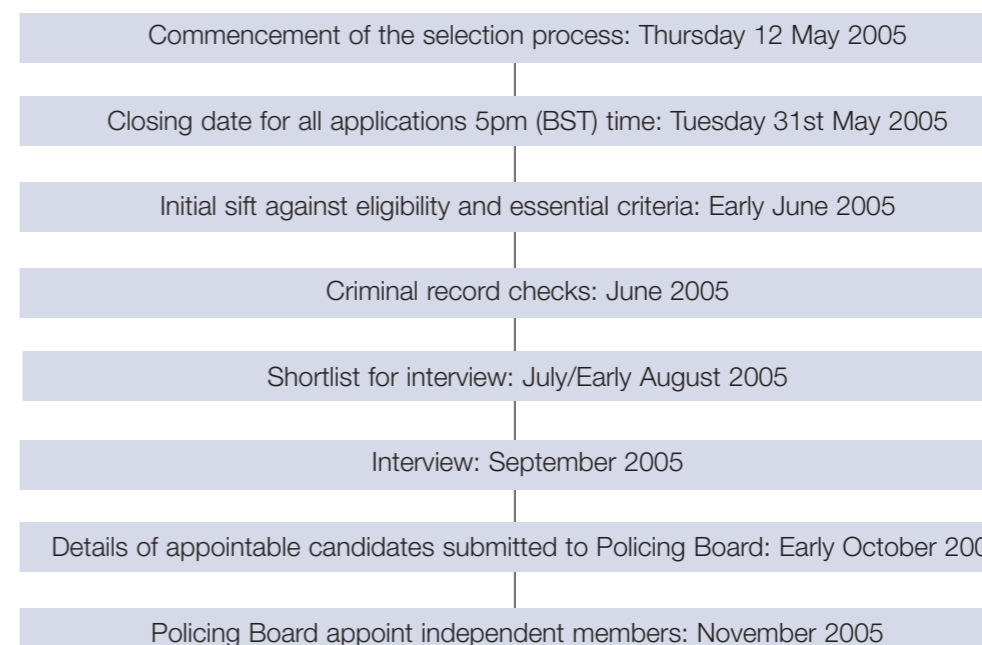 Commencement of the selection process: Thursday 12 May 2005
Closing date for all applications 5pm (BST) time: Tuesday 31st May 2005
Initial sift against eligibility and essential criteria: Early June 2005
Criminal record checks: June 2005
Shortlist for interview: July/Early August 2005
Interview: September 2005
Details of appointable candidates submitted to Policing Board: Early October
Policing Board appoint independent members: November 2005